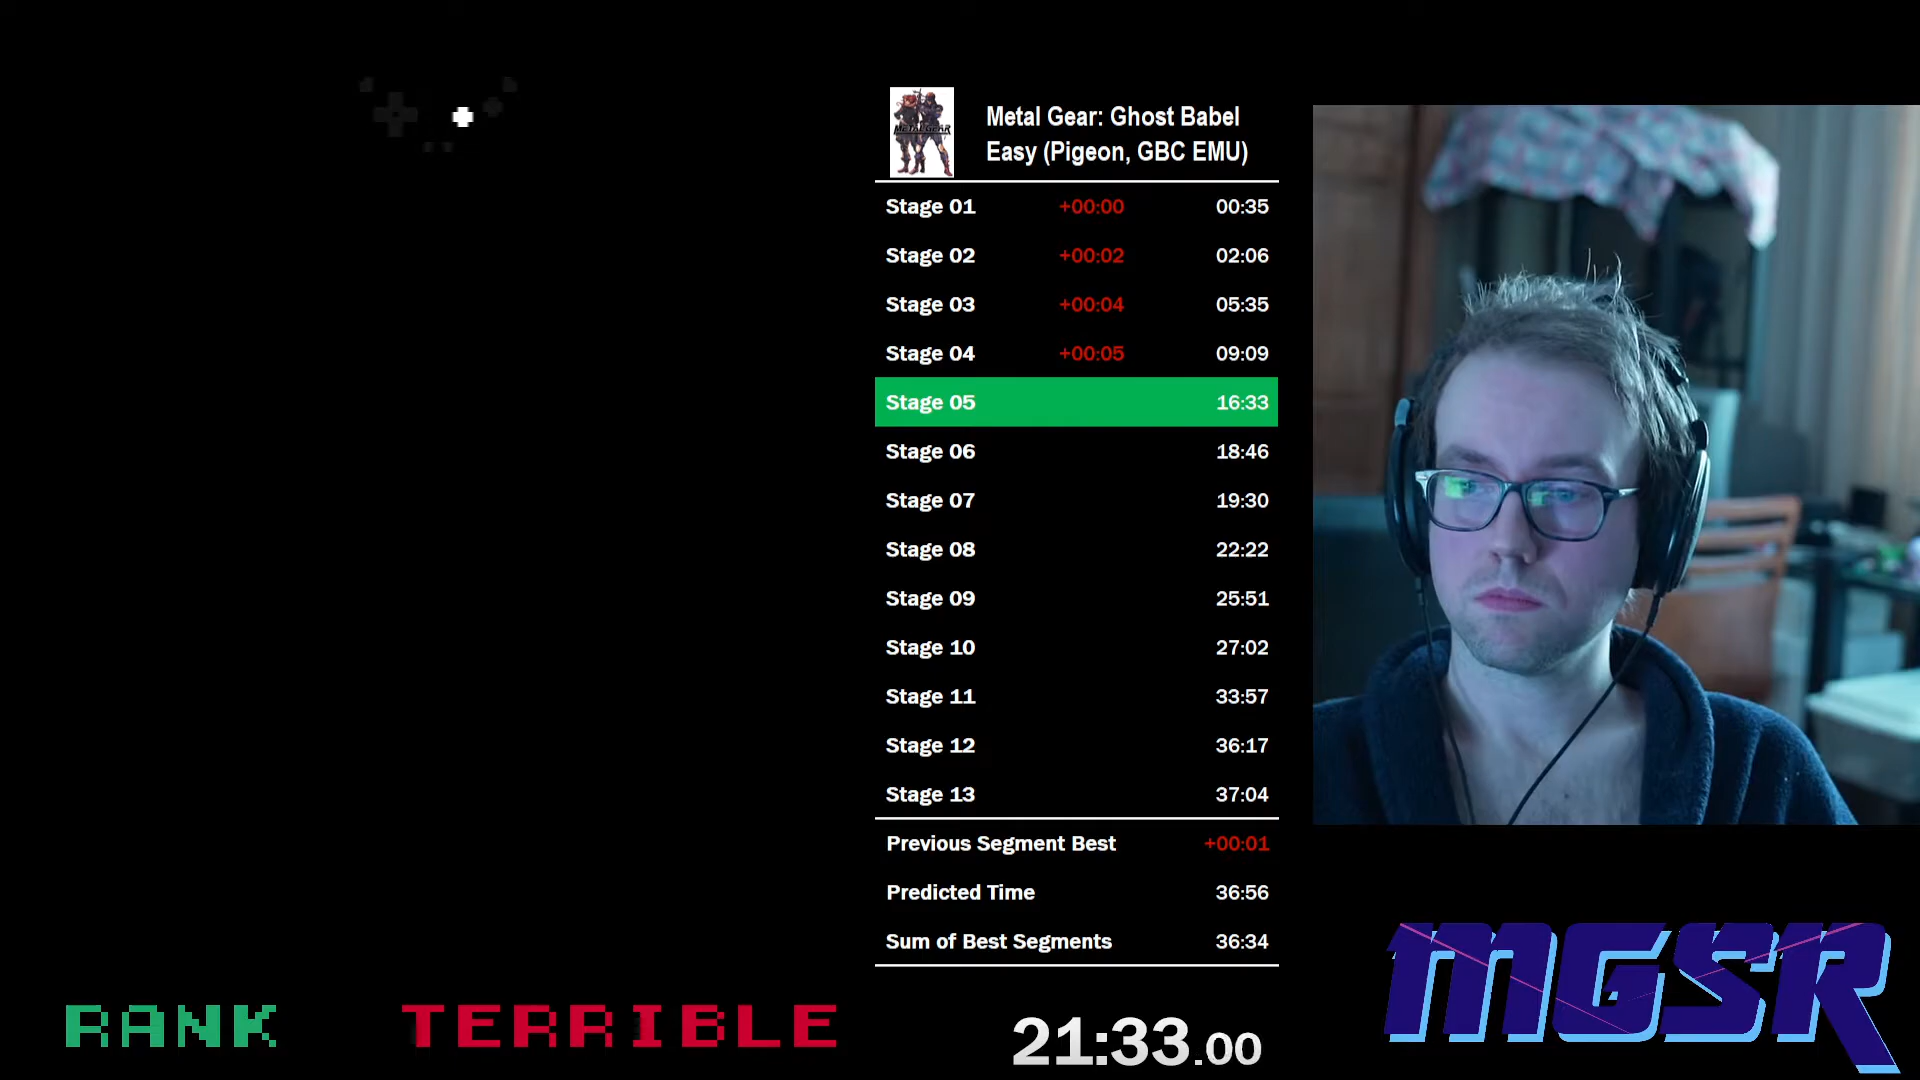 Metal Gear: Ghost Babel
Easy (Pigeon, GBC EMU)
METAL GEAR
Stage 01 +00:00 00:35
Stage 02 +00:02 02:06
Stage 03 +00:04 05:35
Stage 04 +00:05 09:09
Stage 05 16:33
Stage 06 18:46
Stage 07 19:30
Stage 08 22:22
Stage 09 25:51
Stage 10 27:02
Stage 11 33:57
Stage 12 36:17
Stage 13 37:04
Previous Segment Best +00:01
Predicted Time 36:56
Sum of Best Segments 36:34
RANK TERRIBLE
21:33.00
MGSR